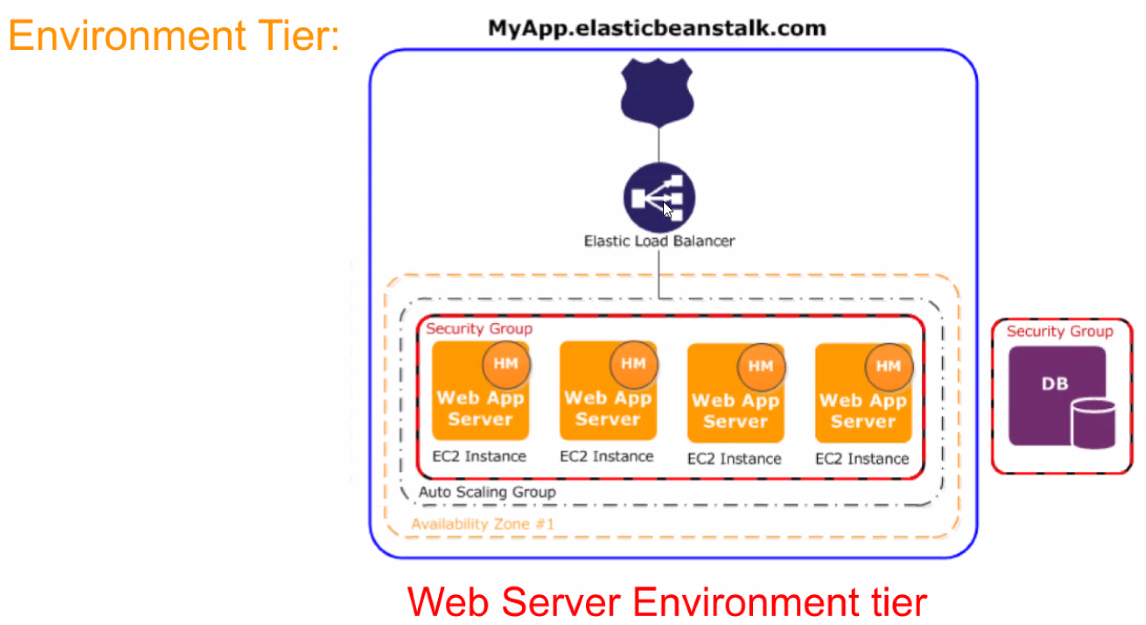 Environment Tier:
MyApp.elasticbeanstalk.com
Elastic Load Balancer
Security Group
HM
HM
HM
HM
Web App
Server
Web App
Server
Web App
Server
Web App
Server
EC2 Instance
EC2 Instance
EC2 Instance
EC2 Instance
Auto Scaling Group
Availability Zone #1
Security Group
DB
Web Server Environment tier